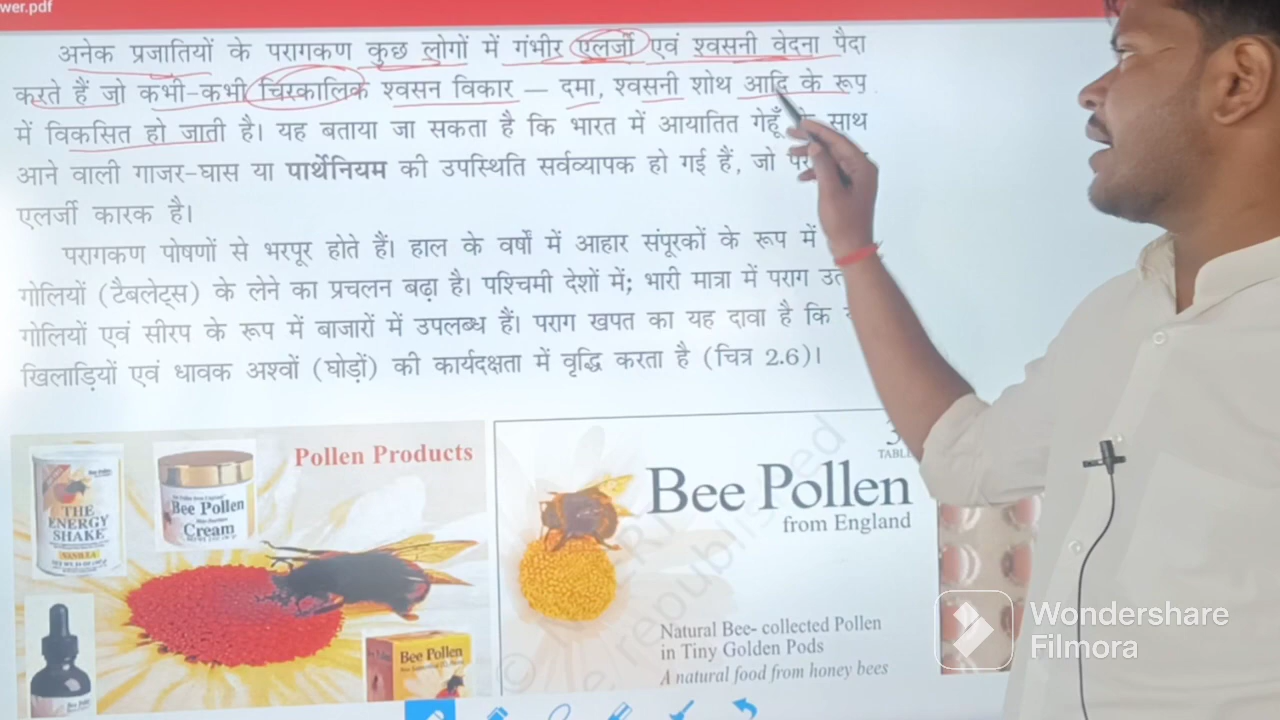 wer.pdf
अनेक प्रजातियों के परागकण कुछ लोगों में गंभीर एलर्जी एवं श्वसनी वेदना पैदा
करते हैं जो कभी-कभी चिरकालिक श्वसन विकार — दमा, श्वसनी शोथ आदि के रूप
में विकसित हो जाती है। यह बताया जा सकता है कि भारत में आयातित गेहूँ साथ
आने वाली गाजर-घास या पार्थेनियम की उपस्थिति सर्वव्यापक हो गई हैं, जो
एलर्जी कारक है।
परागकण पोषणों से भरपूर होते हैं। हाल के वर्षों में आहार संपूरकों के रूप में
गोलियों (टैबलेट्स) के लेने का प्रचलन बढ़ा है। पश्चिमी देशों में; भारी मात्रा में पराग
गोलियों एवं सीरप के रूप में बाजारों में उपलब्ध हैं। पराग खपत का यह दावा है कि
खिलाड़ियों एवं धावक अश्वों (घोड़ों) की कार्यदक्षता में वृद्धि करता है (चित्र 2.6)।
Pollen Products
THE
ENERGY
SHAKE
VANILLA
Bee Pollen
Cream
Bee Pollen
Bee Pollen
from England
Natural Bee- collected Pollen
in Tiny Golden Pods
A natural food from honey bees
republished
Wondershare
Filmora